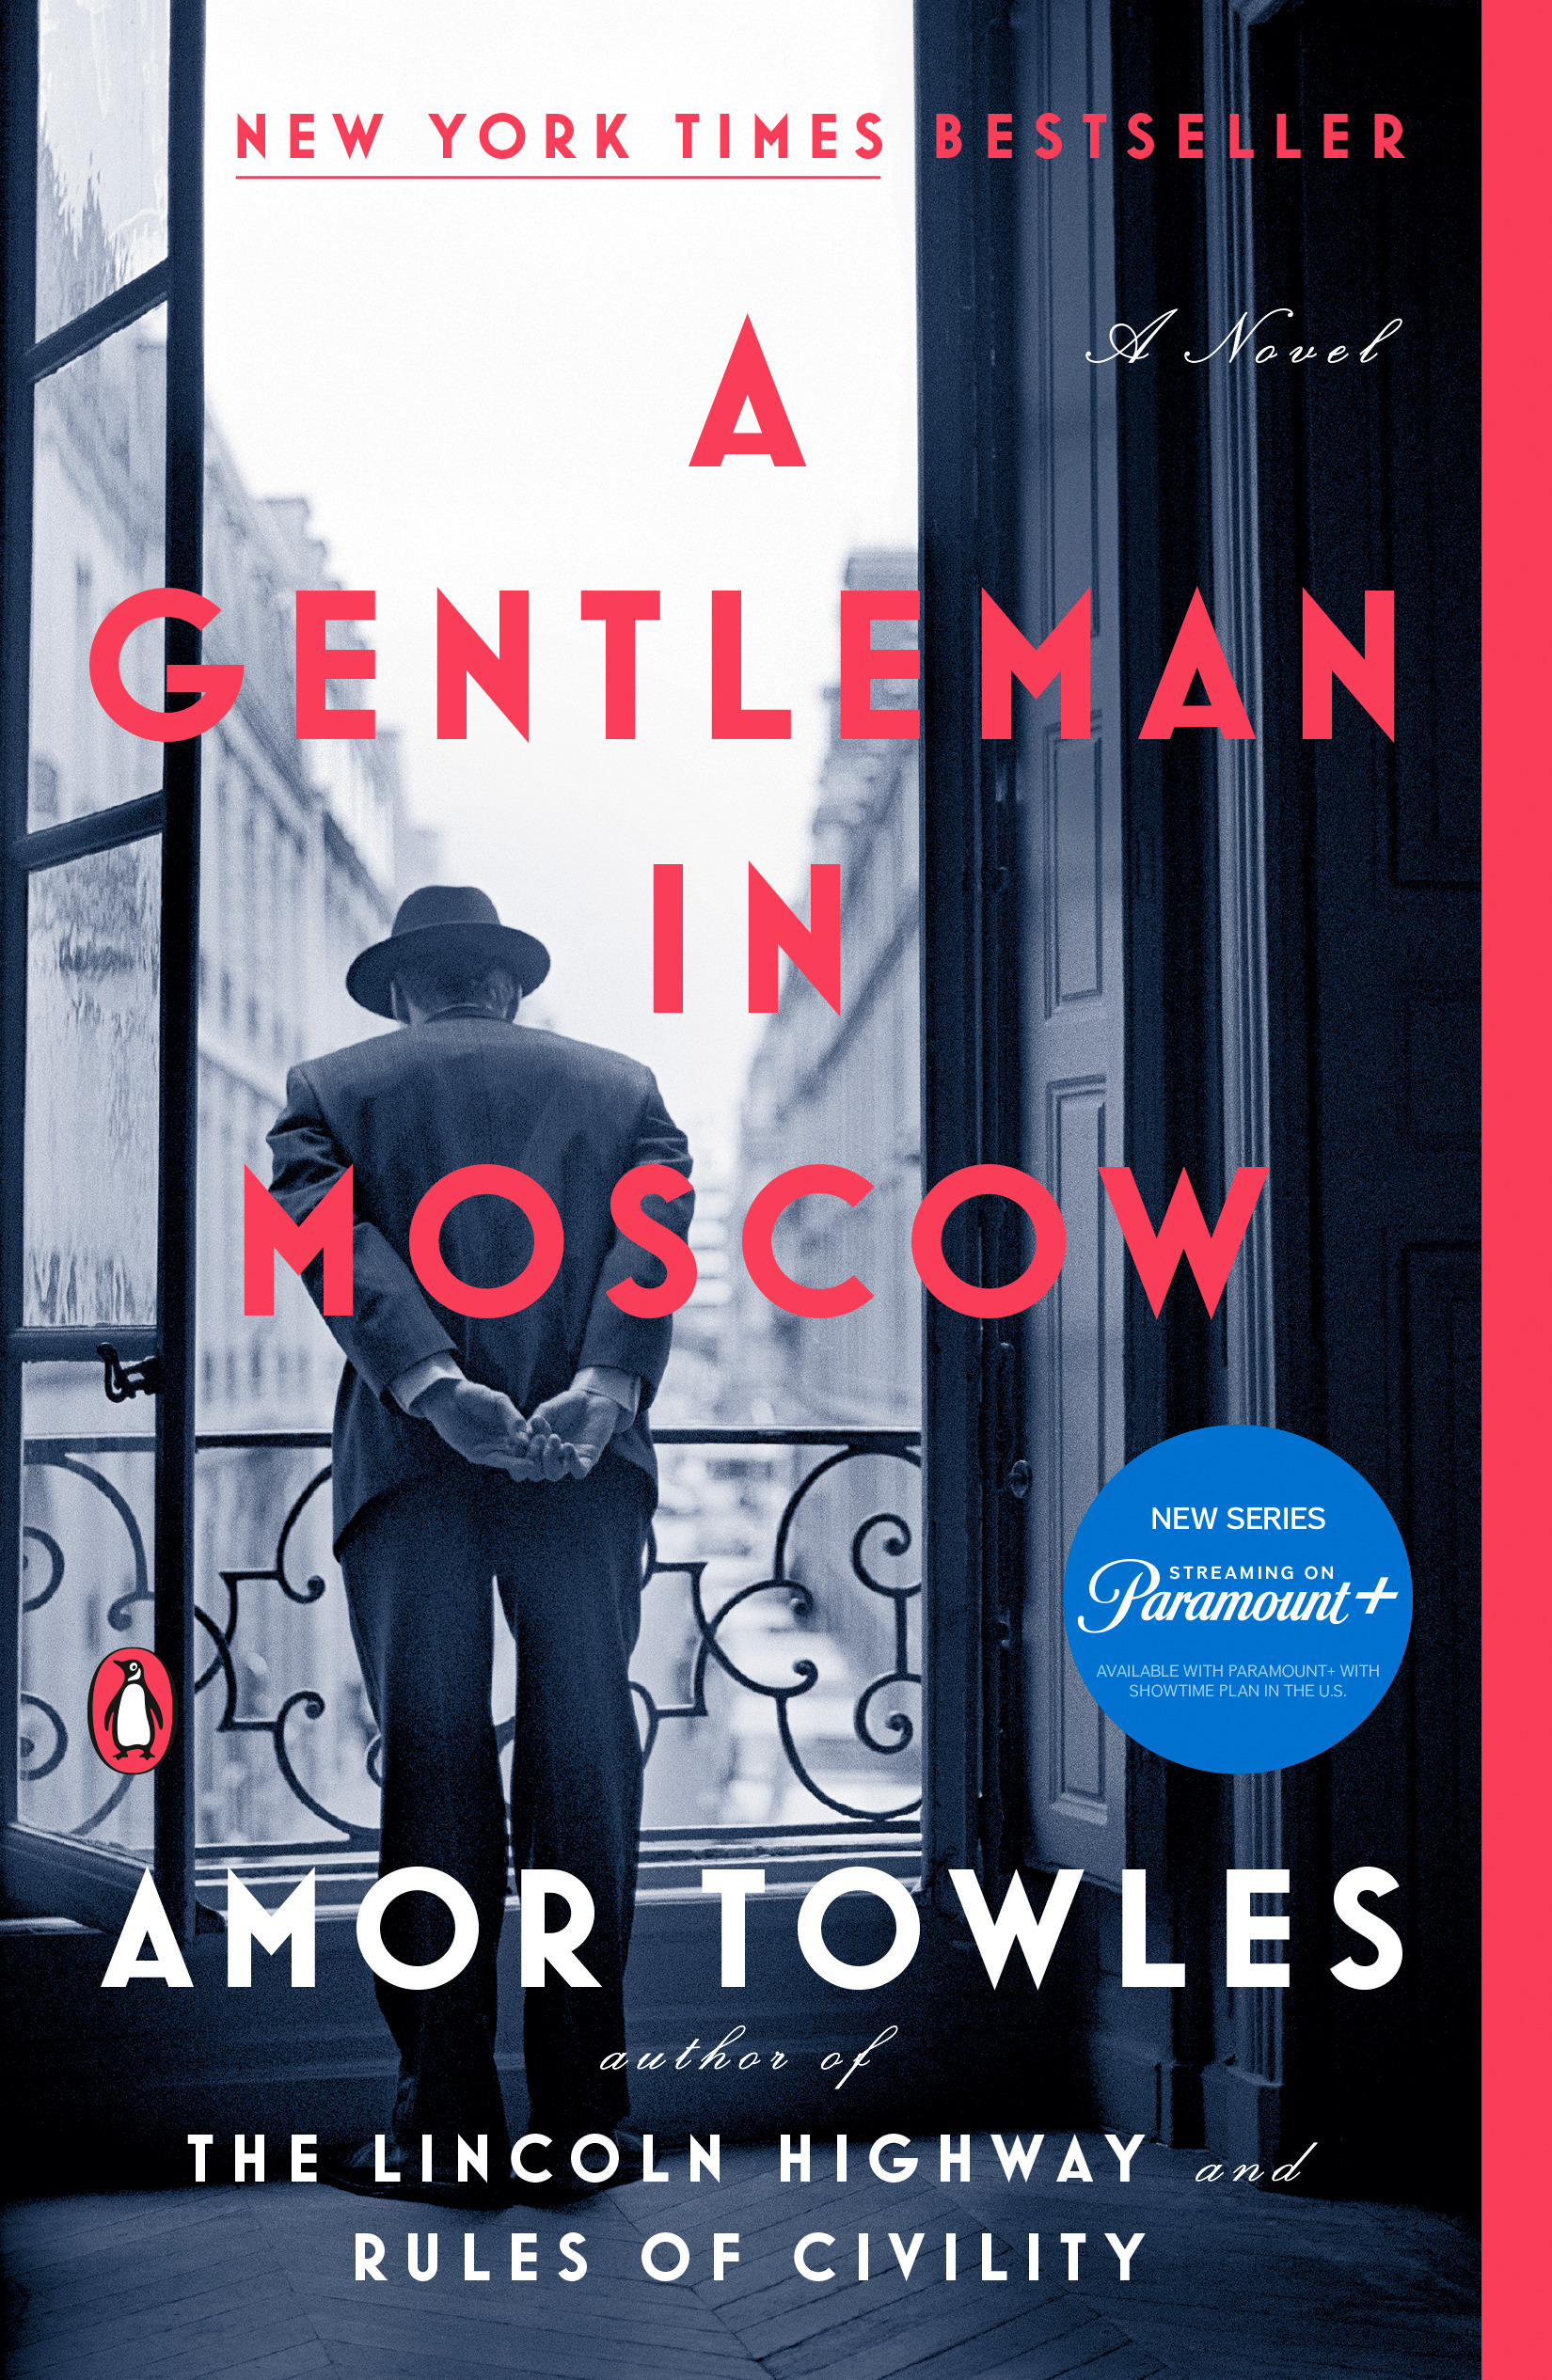 NEW YORK TIMES BESTSELLER
A Novel
A
GENTLEMAN
IN
MOSCOW
NEW SERIES
STREAMING ON
Paramount+
AVAILABLE WITH PARAMOUNT+ WITH
SHOWTIME PLAN IN THE U.S.
AMOR TOWLES
author of
THE LINCOLN HIGHWAY and
RULES OF CIVILITY